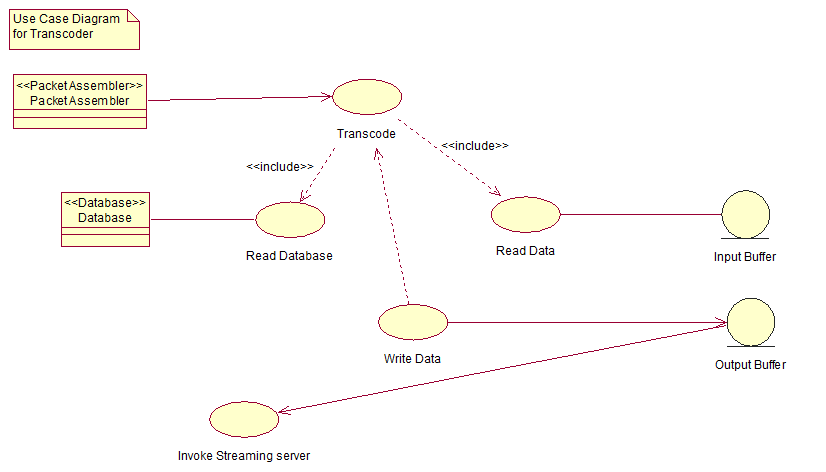 Use Case Diagram
for Transcoder
<<PacketAssembler>>
PacketAssembler
Transcode
<<include>>
<<include>>
<<Database>>
Database
Read Database
Read Data
Input Buffer
Write Data
Output Buffer
Invoke Streaming server